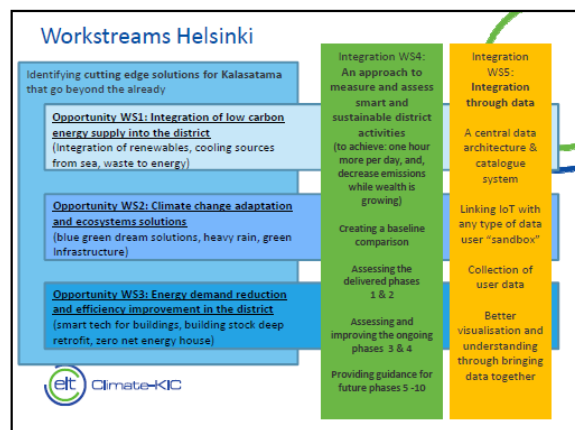 Workstreams Helsinki
Identifying cutting edge solutions for Kalasatama
that go beyond the already
Opportunity WS1: Integration of low carbon
energy supply into the district
(Integration of renewables, cooling sources
from sea, waste to energy)
Opportunity WS2: Climate change adaptation
and ecosystems solutions
(blue green dream solutions, heavy rain, green
Infrastructure)
Opportunity WS3: Energy demand reduction
and efficiency improvement in the district
(smart tech for buildings, building stock deep
retrofit, zero net energy house)
Integration WS4:
An approach to
measure and assess
smart and
sustainable district
activities
(to achieve: one hour
more per day, and,
decrease emissions
while wealth is
growing)
Creating a baseline
comparison
Assessing the
delivered phases
1 & 2
Assessing and
improving the ongoing
phases 3 & 4
Providing guidance for
future phases 5 -10
Integration
WS5:
Integration
through data
A central data
architecture &
catalogue
system
Linking IoT with
any type of data
user “sandbox”
Collection of
user data
Better
visualisation and
understanding
through bringing
data together
eit Climate-KIC